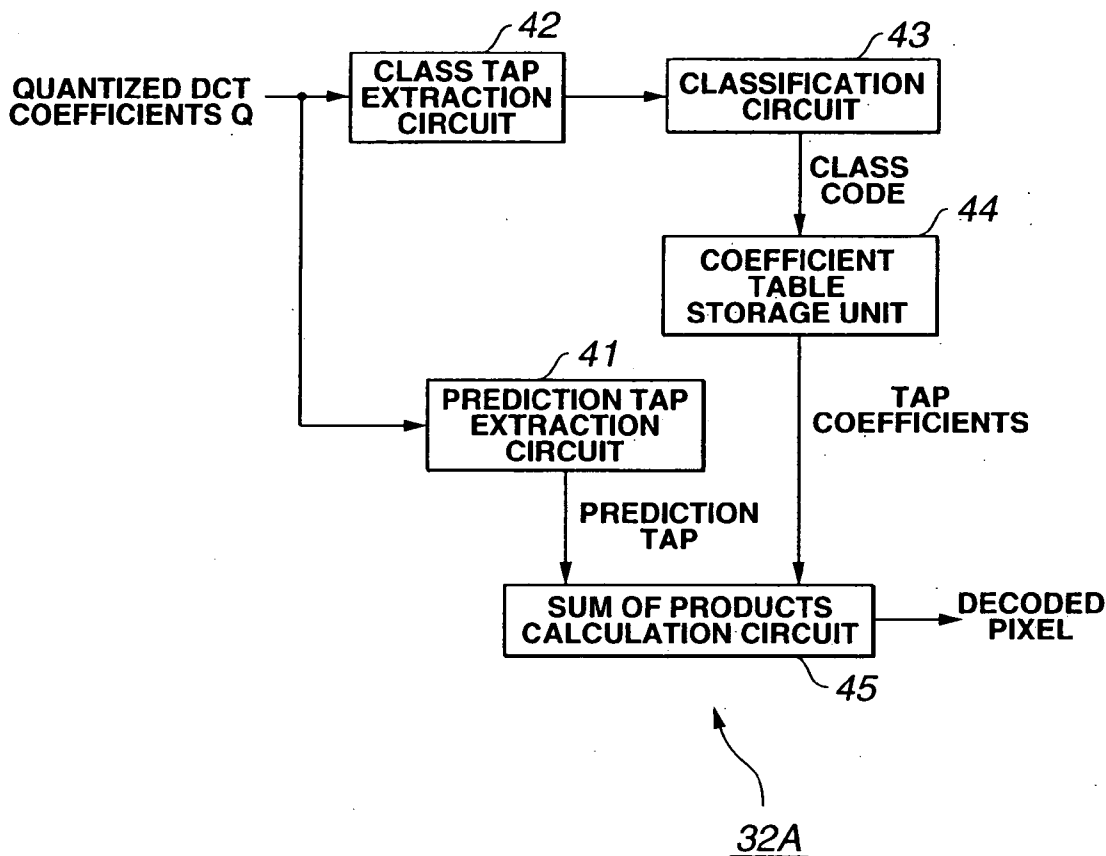 42
43
QUANTIZED DCT
COEFFICIENTS Q
CLASS TAP
EXTRACTION
CIRCUIT
CLASSIFICATION
CIRCUIT
CLASS
CODE
44
COEFFICIENT
TABLE
STORAGE UNIT
41
PREDICTION TAP
EXTRACTION
CIRCUIT
TAP
COEFFICIENTS
PREDICTION
TAP
SUM OF PRODUCTS
CALCULATION CIRCUIT
DECODED
PIXEL
45
32A